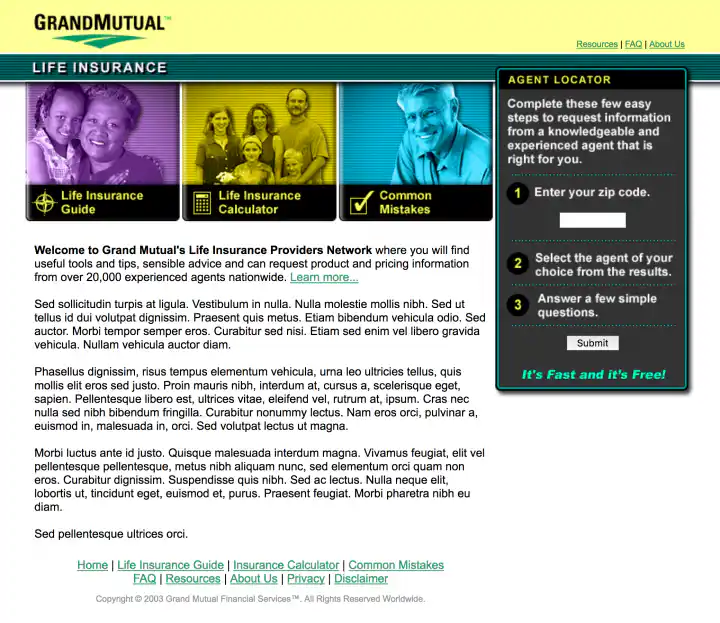 GRANDMUTUAL™
Resources | FAQ | About Us
LIFE INSURANCE
Life Insurance
Guide
Life Insurance
Calculator
Common
Mistakes
AGENT LOCATOR
Complete these few easy
steps to request information
from a knowledgeable and
experienced agent that is
right for you.
1 Enter your zip code.
2 Select the agent of your
choice from the results.
3 Answer a few simple
questions.
Submit
It's Fast and it's Free!
Welcome to Grand Mutual's Life Insurance Providers Network where you will find
useful tools and tips, sensible advice and can request product and pricing information
from over 20,000 experienced agents nationwide. Learn more...
Sed sollicitudin turpis at ligula. Vestibulum in nulla. Nulla molestie mollis nibh. Sed ut
tellus id dui volutpat dignissim. Praesent quis metus. Etiam bibendum vehicula odio. Sed
auctor. Morbi tempor semper eros. Curabitur sed nisi. Etiam sed enim vel libero gravida
vehicula. Nullam vehicula auctor diam.
Phasellus dignissim, risus tempus elementum vehicula, urna leo ultricies tellus, quis
mollis elit eros sed justo. Proin mauris nibh, interdum at, cursus a, scelerisque eget,
sapien. Pellentesque libero est, ultrices vitae, eleifend vel, rutrum at, ipsum. Cras nec
nulla sed nibh bibendum fringilla. Curabitur nonummy lectus. Nam eros orci, pulvinar a,
euismod in, malesuada in, orci. Sed volutpat lectus ut magna.
Morbi luctus ante id justo. Quisque malesuada interdum magna. Vivamus feugiat, elit vel
pellentesque pellentesque, metus nibh aliquam nunc, sed elementum orci quam non
eros. Curabitur dignissim. Suspendisse quis nibh. Sed ac lectus. Nulla neque elit,
lobortis ut, tincidunt eget, euismod et, purus. Praesent feugiat. Morbi pharetra nibh eu
diam.
Sed pellentesque ultrices orci.
Home | Life Insurance Guide | Insurance Calculator | Common Mistakes
FAQ | Resources | About Us | Privacy | Disclaimer
Copyright © 2003 Grand Mutual Financial Services™. All Rights Reserved Worldwide.